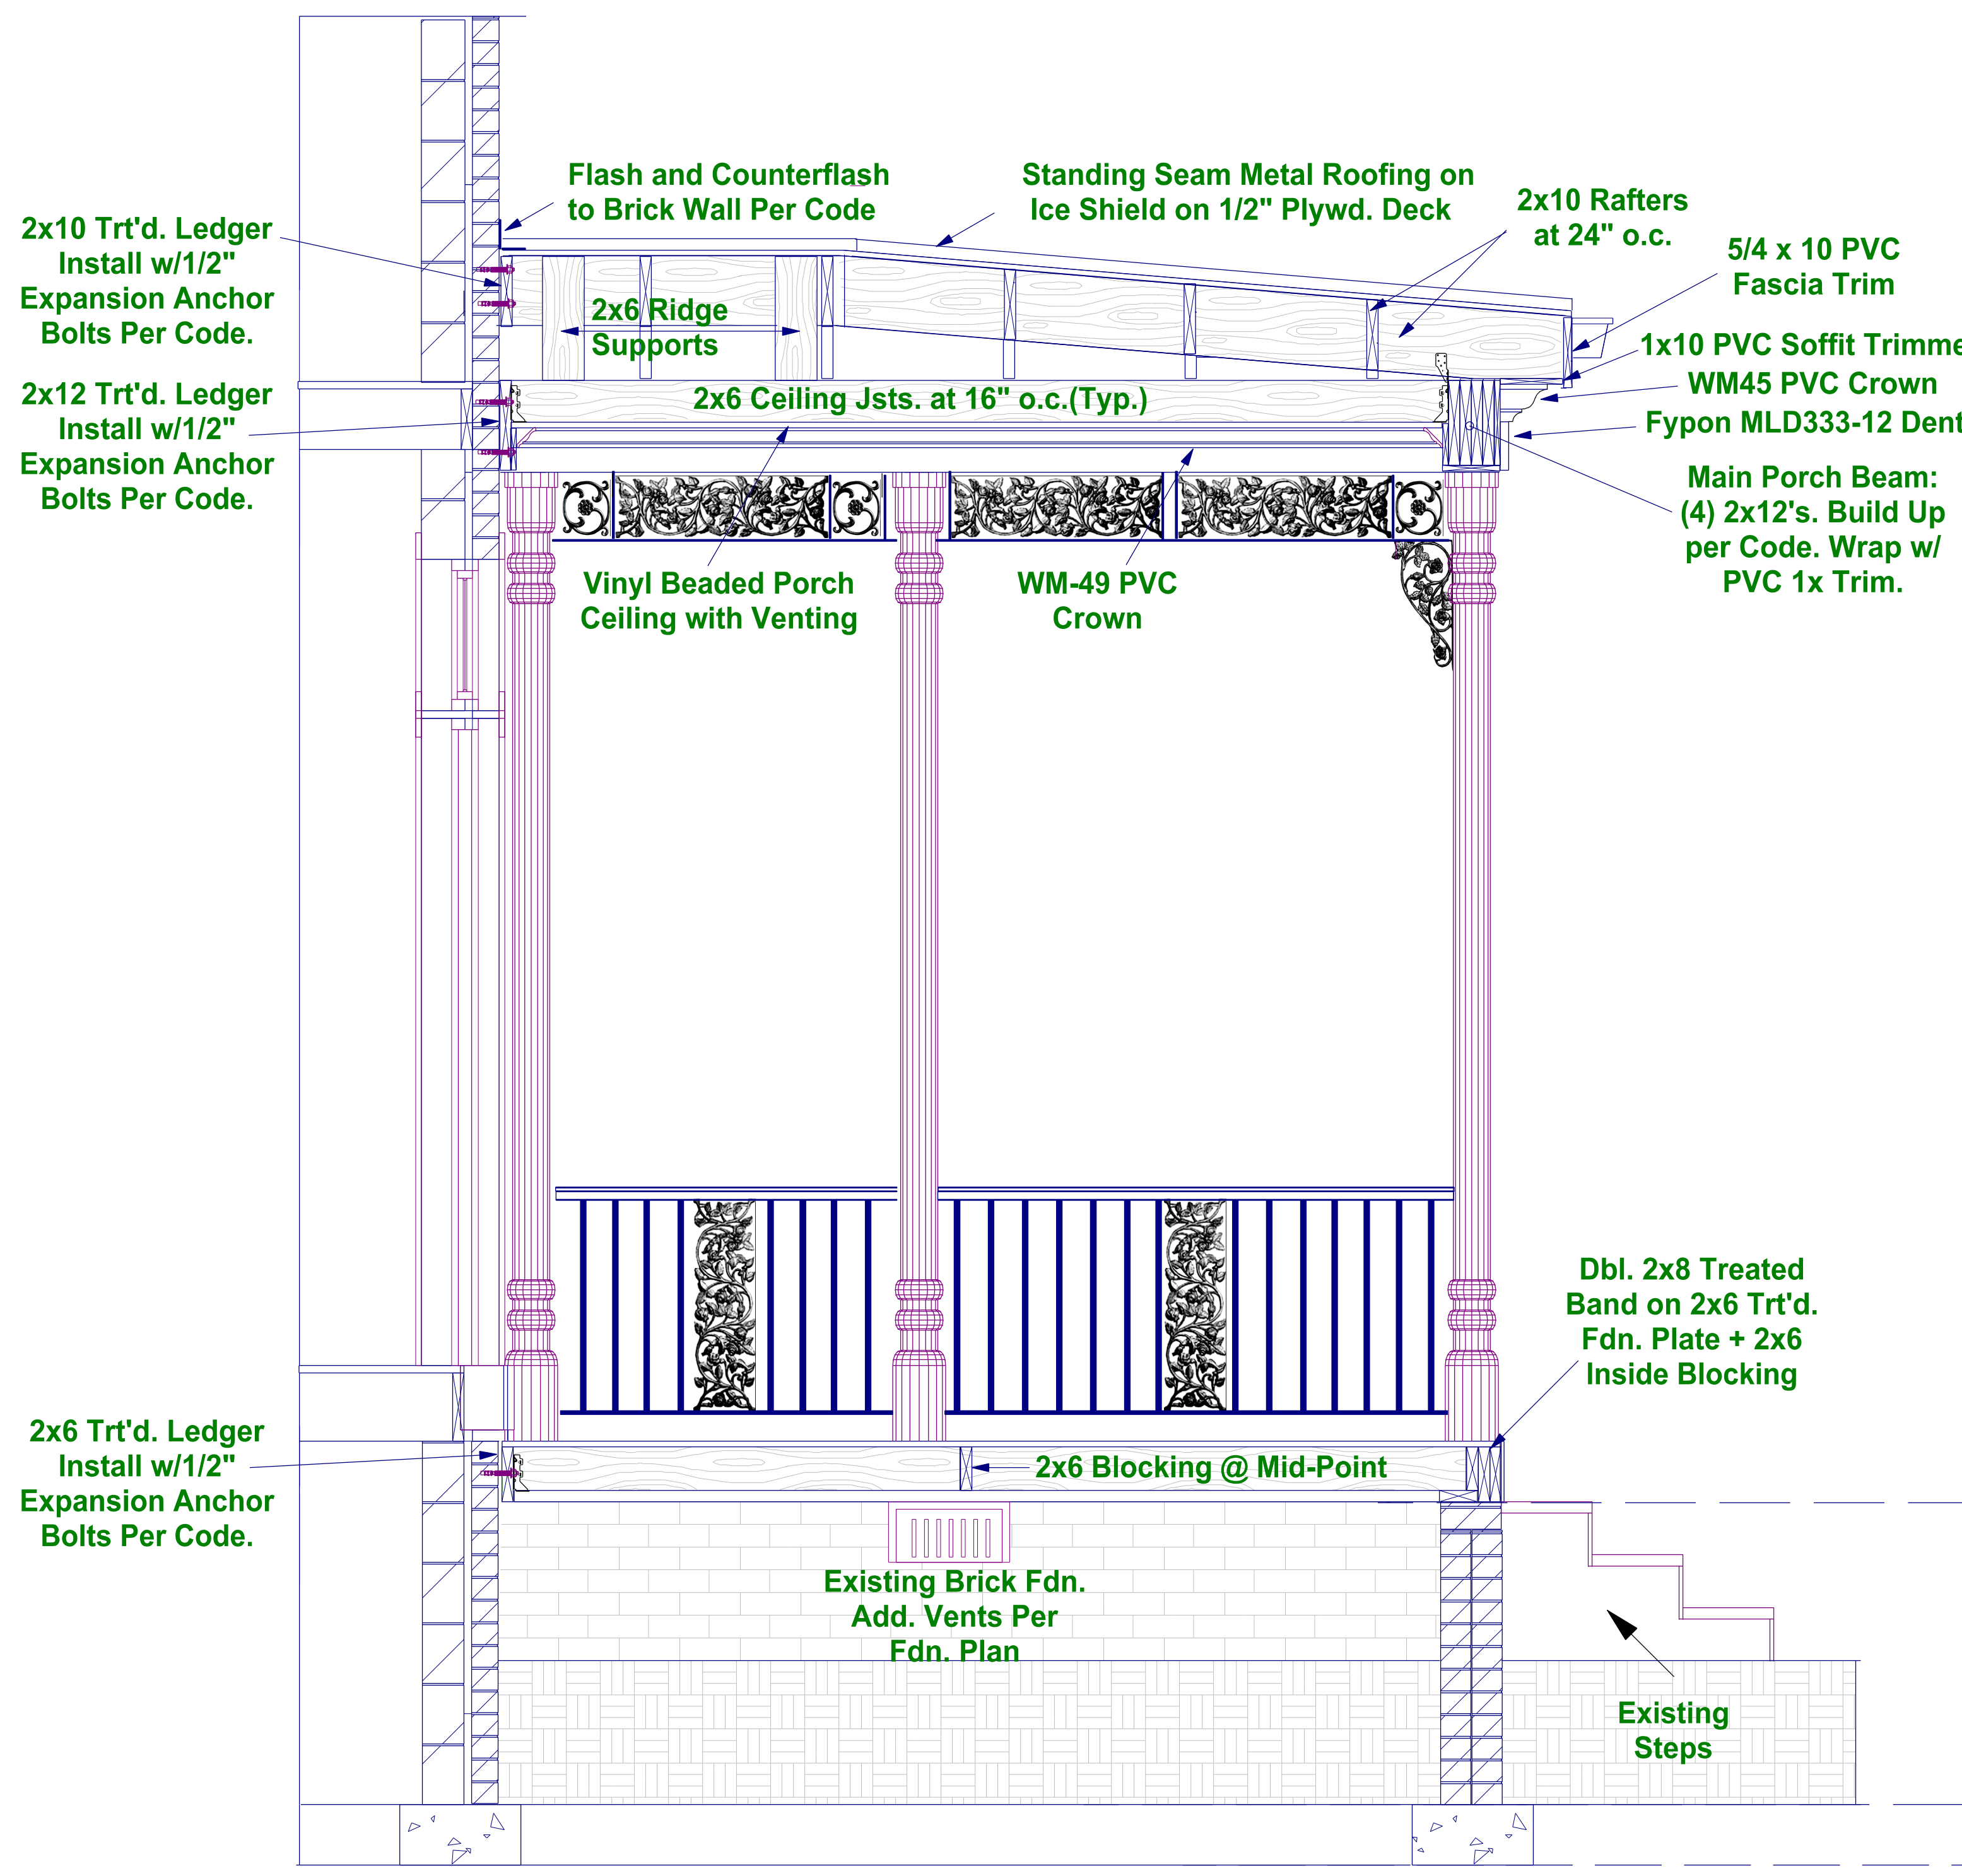 Flash and Counterflash
to Brick Wall Per Code
Standing Seam Metal Roofing on
Ice Shield on 1/2" Plywd. Deck
2x10 Rafters
at 24" o.c.
5/4 x 10 PVC
Fascia Trim
2x10 Trt'd. Ledger
Install w/1/2"
Expansion Anchor
Bolts Per Code.
2x6 Ridge
Supports
1x10 PVC Soffit Trimme
WM45 PVC Crown
Fypon MLD333-12 Dent
2x12 Trt'd. Ledger
Install w/1/2"
Expansion Anchor
Bolts Per Code.
2x6 Ceiling Jsts. at 16" o.c.(Typ.)
Main Porch Beam:
(4) 2x12's. Build Up
per Code. Wrap w/
PVC 1x Trim.
Vinyl Beaded Porch
Ceiling with Venting
WM-49 PVC
Crown
Dbl. 2x8 Treated
Band on 2x6 Trt'd.
Fdn. Plate + 2x6
Inside Blocking
2x6 Trt'd. Ledger
Install w/1/2"
Expansion Anchor
Bolts Per Code.
2x6 Blocking @ Mid-Point
Existing Brick Fdn.
Add. Vents Per
Fdn. Plan
Existing
Steps